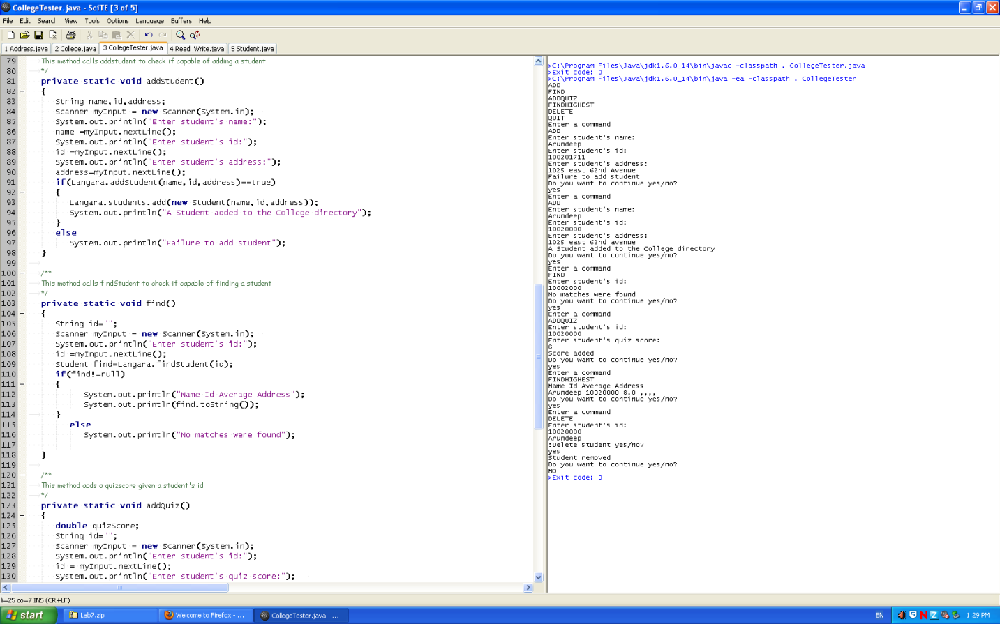 CollegeTester.java - SciTE [3 of 5]
File Edit Search View Tools Options Language Buffers Help
1 Address.java 2 College.java 3 CollegeTester.java 4 Read_Write.java 5 Student.java
79 This method calls addstudent to check if capable of adding a student
80 */
81 private static void addStudent()
82 {
83 String name,id,address;
84 Scanner myInput = new Scanner(System.in);
85 System.out.println("Enter student's name:");
86 name =myInput.nextLine();
87 System.out.println("Enter student's id:");
88 id =myInput.nextLine();
89 System.out.println("Enter student's address:");
90 address=myInput.nextLine();
91 if(Langara.addStudent(name,id,address)==true)
92 {
93 Langara.students.add(new Student(name,id,address));
94 System.out.println("A Student added to the College directory");
95 }
96 else
97 System.out.println("Failure to add student");
98 }
99
100 /**
101 This method calls findStudent to check if capable of finding a student
102 */
103 private static void find()
104 {
105 String id="";
106 Scanner myInput = new Scanner(System.in);
107 System.out.println("Enter student's id:");
108 id =myInput.nextLine();
109 Student find=Langara.findStudent(id);
110 if(find!=null)
111 {
112 System.out.println("Name Id Average Address");
113 System.out.println(find.toString());
114 }
115 else
116 System.out.println("No matches were found");
117
118 }
119
120 /**
121 This method adds a quizscore given a student's id
122 */
123 private static void addQuiz()
124 {
125 double quizScore;
126 String id="";
127 Scanner myInput = new Scanner(System.in);
128 System.out.println("Enter student's id:");
129 id = myInput.nextLine();
130 System.out.println("Enter student's quiz score:");
>C:\Program Files\Java\jdk1.6.0_14\bin\javac -classpath . CollegeTester.java
>Exit code: 0
>C:\Program Files\Java\jdk1.6.0_14\bin\java -ea -classpath . CollegeTester
ADD
FIND
ADDQUIZ
FINDHIGHEST
DELETE
QUIT
Enter a command
ADD
Enter student's name:
Arundeep
Enter student's id:
100201711
Enter student's address:
1025 east 62nd Avenue
Failure to add student
Do you want to continue yes/no?
yes
Enter a command
ADD
Enter student's name:
Arundeep
Enter student's id:
10020000
Enter student's address:
1025 east 62nd avenue
A Student added to the College directory
Do you want to continue yes/no?
yes
Enter a command
FIND
Enter student's id:
10002000
No matches were found
Do you want to continue yes/no?
yes
Enter a command
ADDQUIZ
Enter student's id:
10020000
Enter student's quiz score:
8
Score added
Do you want to continue yes/no?
yes
Enter a command
FINDHIGHEST
Name Id Average Address
Arundeep 10020000 8.0 ,,,,
Do you want to continue yes/no?
yes
Enter a command
DELETE
Enter student's id:
10020000
Arundeep
:Delete student yes/no?
yes
Student removed
Do you want to continue yes/no?
NO
>Exit code: 0
li=25 co=7 INS (CR+LF)
start Lab7.zip Welcome to Firefox - ... CollegeTester.java - ... EN 1:29 PM